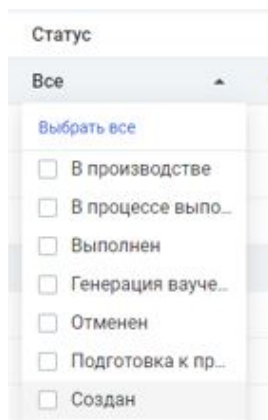 Статус
Все
Выбрать все
В производстве
В процессе выпо...
Выполнен
Генерация вауче...
Отменен
Подготовка к пр...
Создан